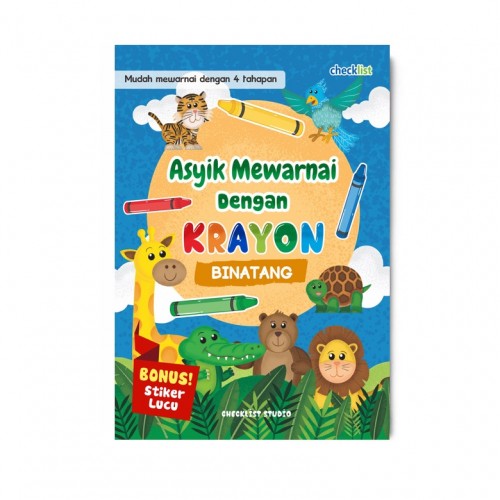 Mudah mewarnai dengan 4 tahapan
checklist
Asyik Mewarnai
Dengan
KRAYON
BINATANG
BONUS!
Stiker
Lucu
CHECKLIST STUDIO